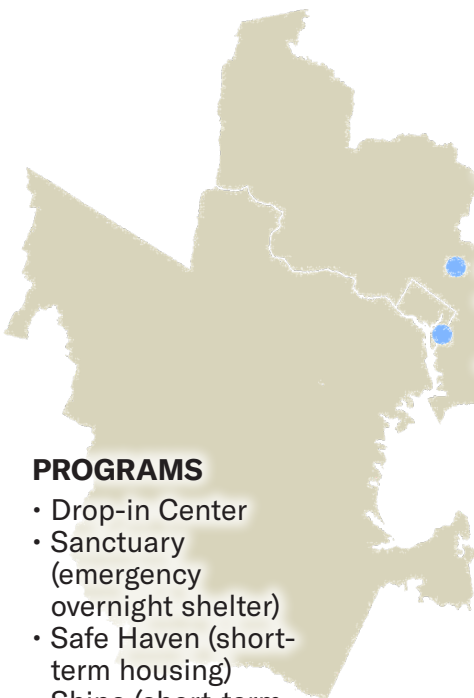 PROGRAMS
• Drop-in Center
• Sanctuary
(emergency
overnight shelter)
• Safe Haven (short-
term housing)